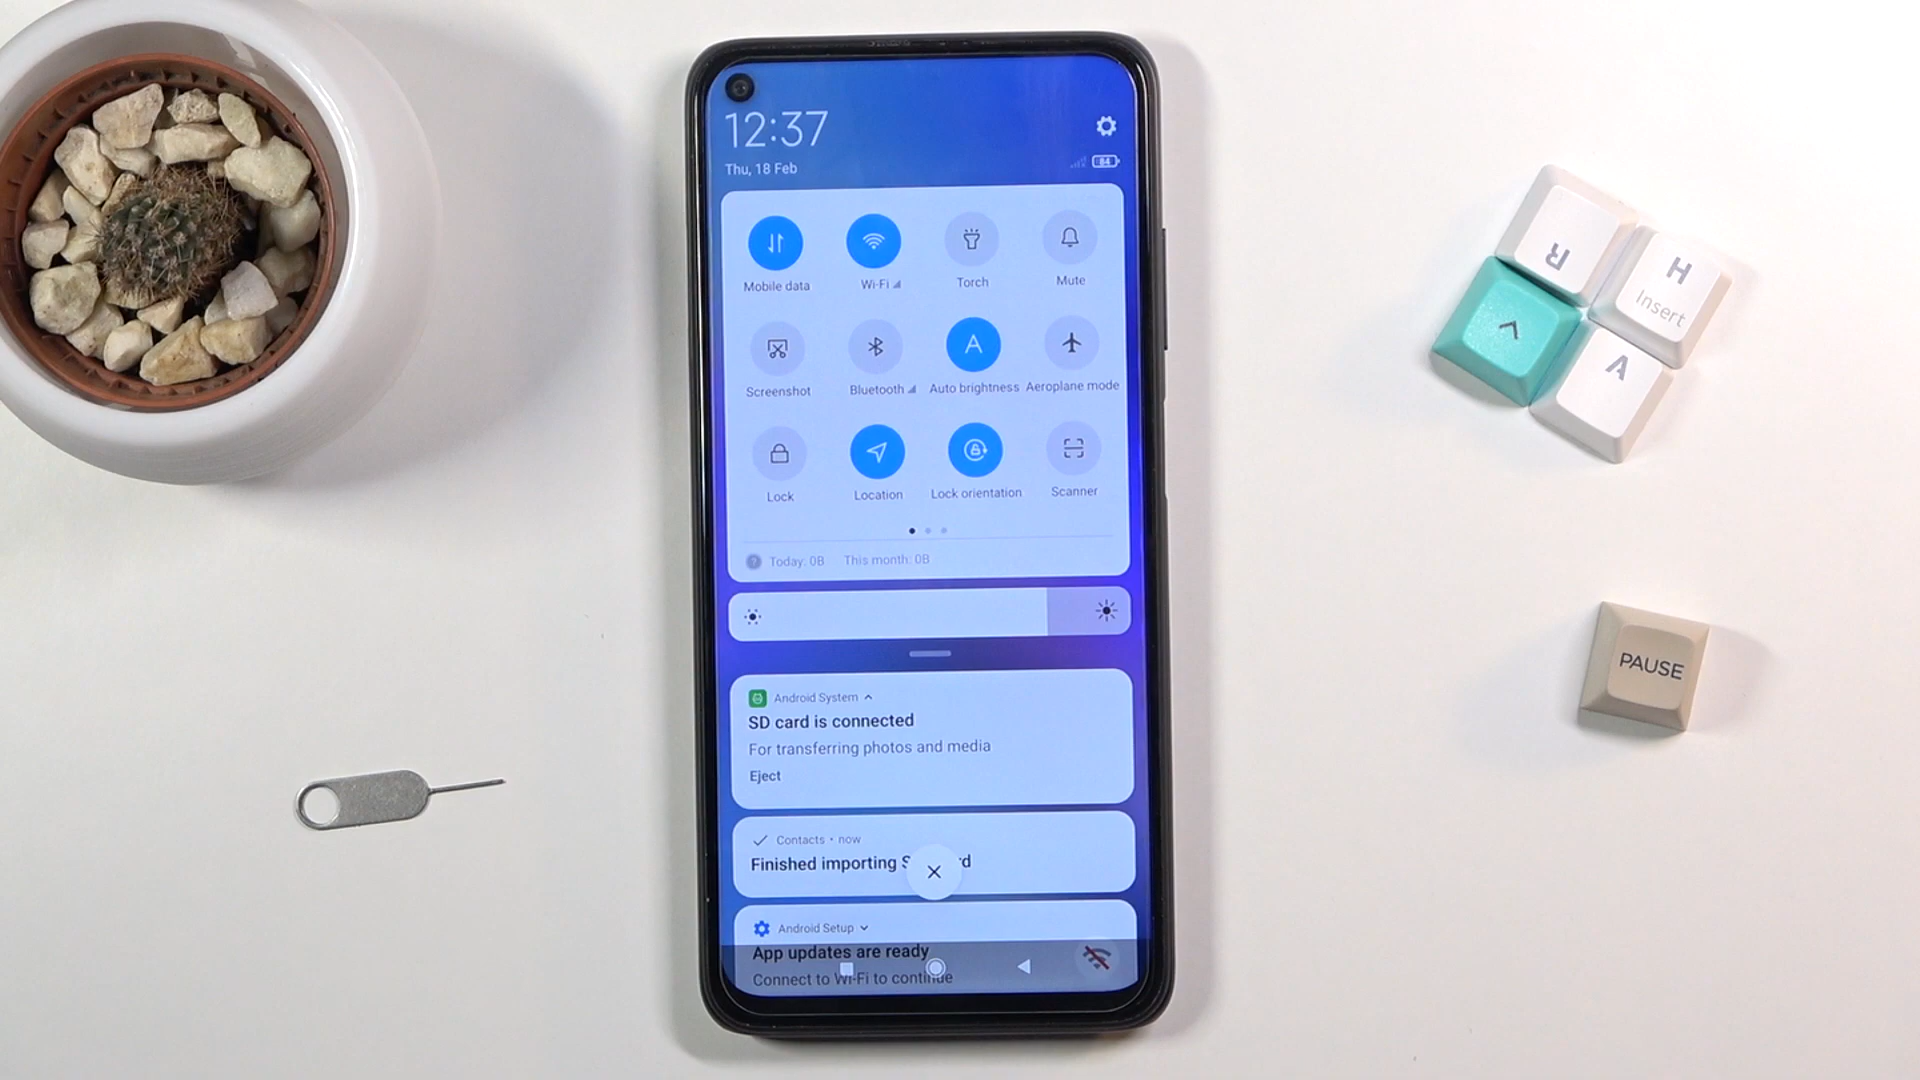 12:37
Thu, 18 Feb
84
Mobile data
Wi-Fi
Torch
Mute
Screenshot
Bluetooth
A
Auto brightness
Aeroplane mode
Lock
Location
Lock orientation
Scanner
? Today: 0B This month: 0B
Android System
SD card is connected
For transferring photos and media
Eject
Contacts • now
Finished importing
Android Setup
App updates are ready
Connect to Wi-Fi to continue
R
H
Insert
A
PAUSE